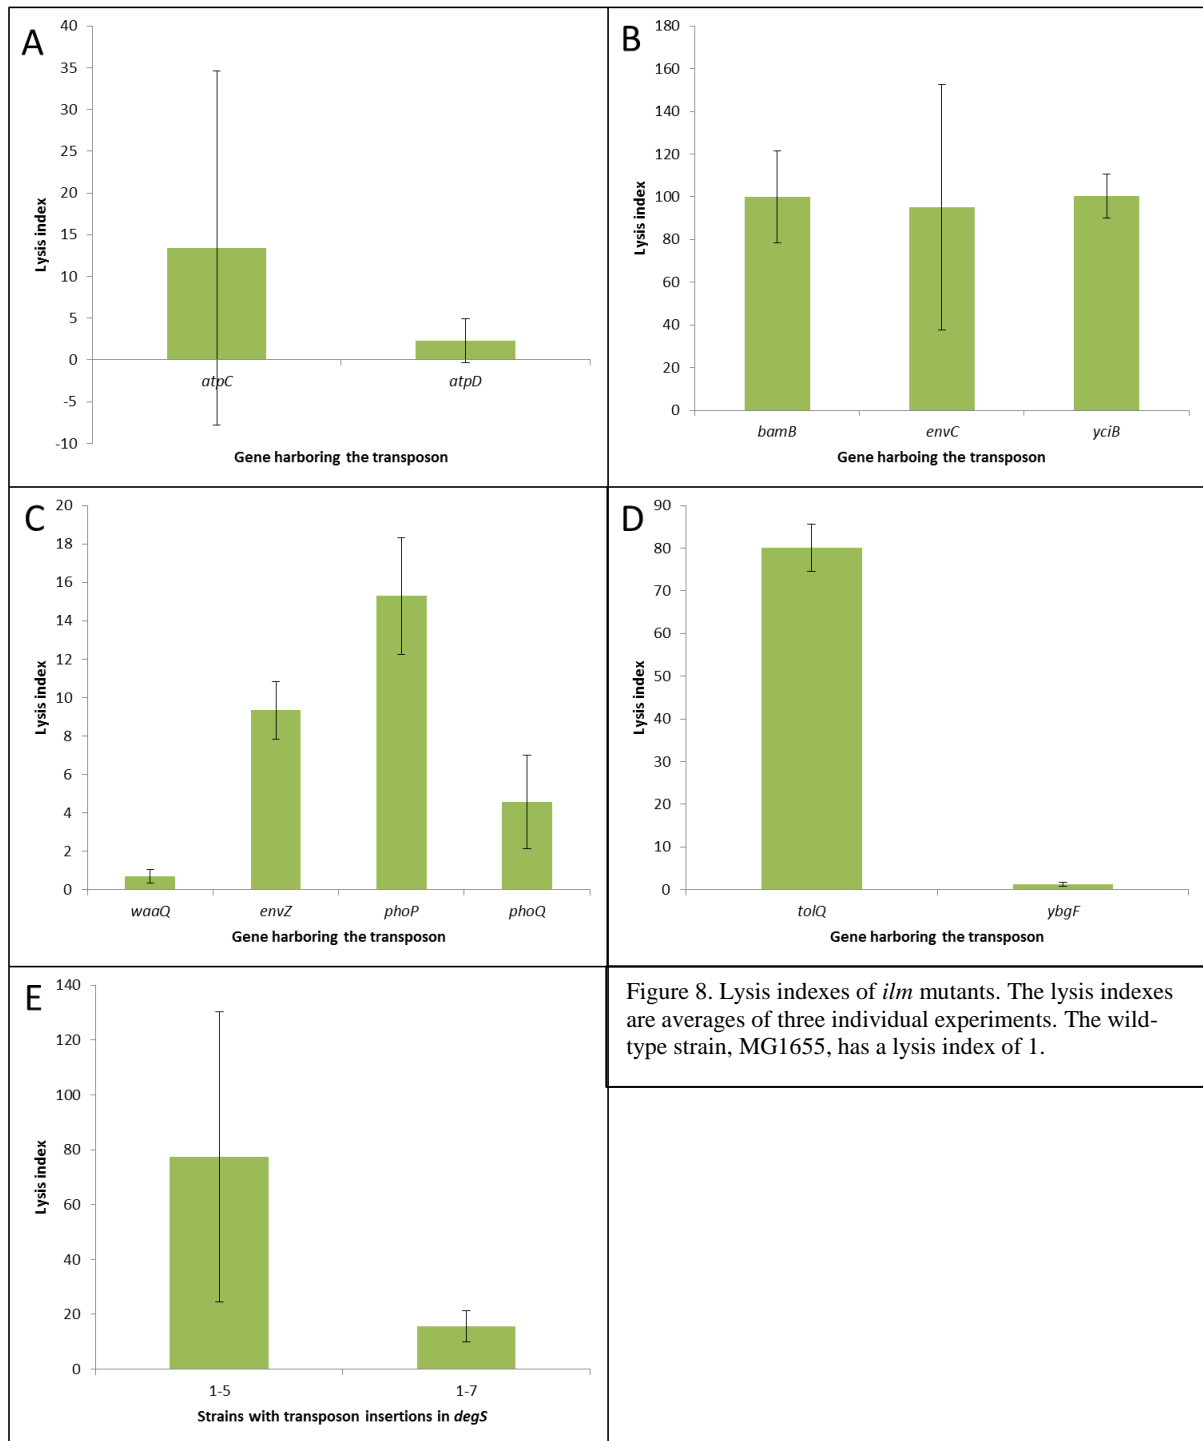 A
40
35
30
25
20
15
10
5
0
-5
-10
Lysis index
atpC atpD
Gene harboring the transposon
B
180
160
140
120
100
80
60
40
20
0
Lysis index
bamB envC yciB
Gene harboing the transposon
C
20
18
16
14
12
10
8
6
4
2
0
Lysis index
waaQ envZ phoP phoQ
Gene harboring the transposon
D
90
80
70
60
50
40
30
20
10
0
Lysis index
tolQ ybgF
Gene harboring the transposon
E
140
120
100
80
60
40
20
0
Lysis index
1-5 1-7
Strains with transposon insertions in degS
Figure 8. Lysis indexes of ilm mutants. The lysis indexes
are averages of three individual experiments. The wild-
type strain, MG1655, has a lysis index of 1.